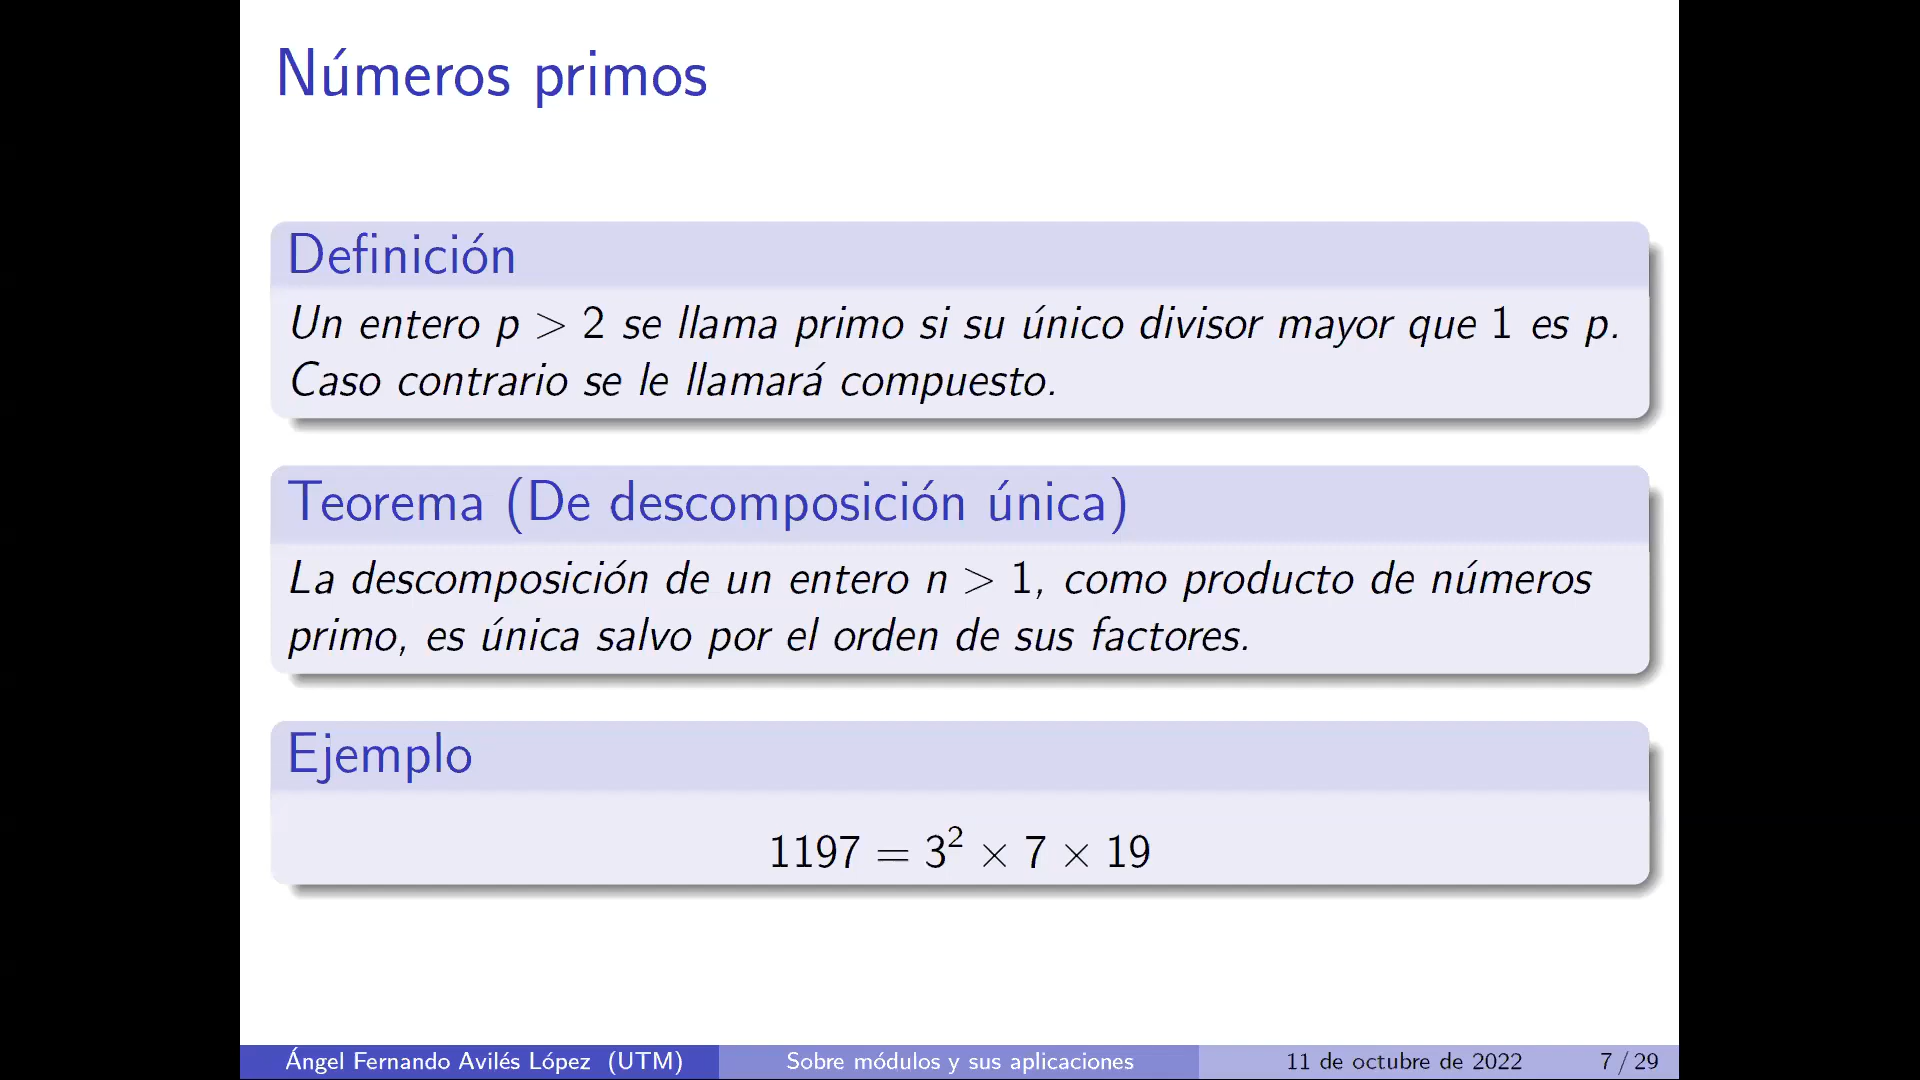 Números primos
Definición
Un entero p > 2 se llama primo si su único divisor mayor que 1 es p.
Caso contrario se le llamará compuesto.
Teorema (De descomposición única)
La descomposición de un entero n > 1, como producto de números
primo, es única salvo por el orden de sus factores.
Ejemplo
1197 = 3² × 7 × 19
Ángel Fernando Avilés López (UTM) Sobre módulos y sus aplicaciones 11 de octubre de 2022 7 / 29